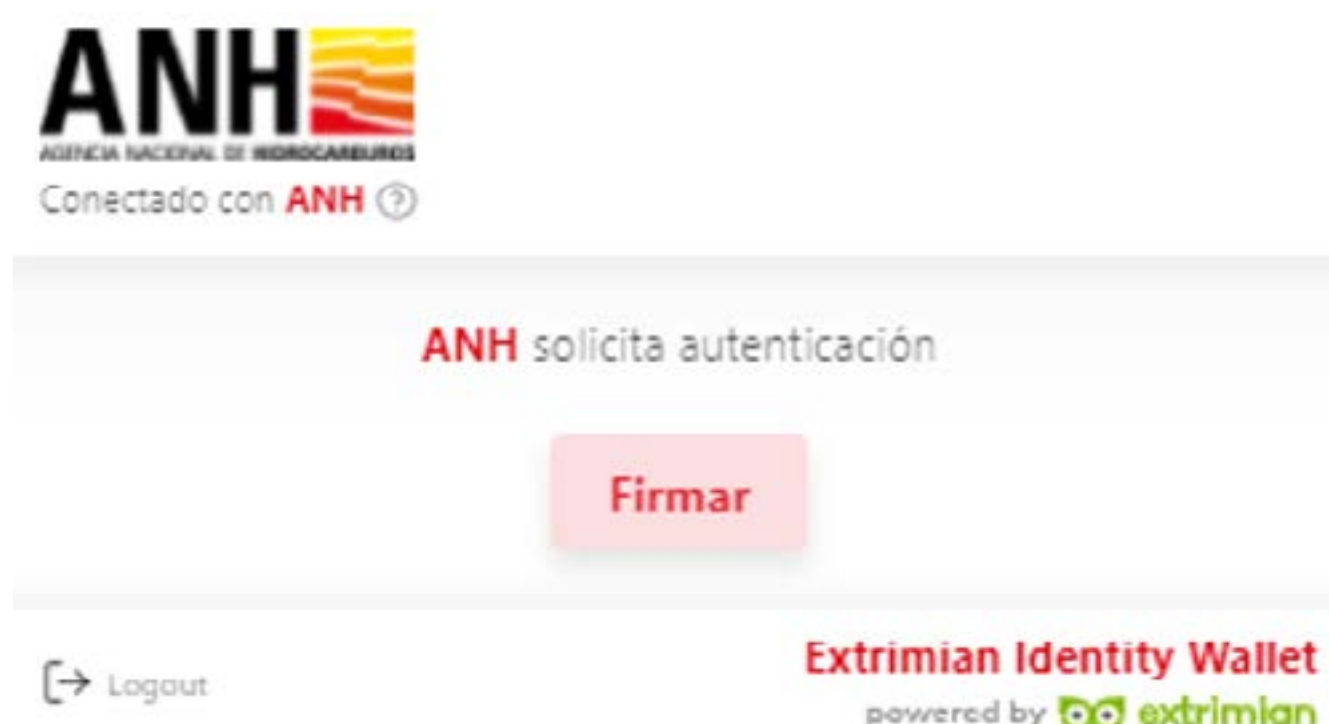 ANH
AGENCIA NACIONAL DE HIDROCARBUROS
Conectado con ANH ?
ANH solicita autenticación
Firmar
Logout
Extrimian Identity Wallet
powered by extrimian